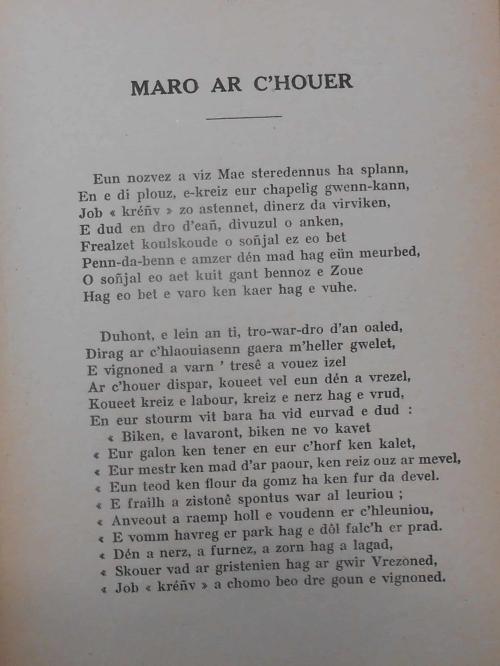 MARO AR C'HOUER
Eun nozvez a viz Mae steredennus ha splann,
En e di plouz, e-kreiz eur chapelig gwenn-kann,
Job « kréñv » zo astennet, dinerz da virviken,
E dud en dro d'eañ, divuzul o anken,
Frealzet koulskoude o soñjal ez eo bet
Penn-da-benn e amzer dén mad hag eün meurbed,
O soñjal eo aet kuit gant bennoz e Zoue
Hag eo bet e varo ken kaer hag e vuhe.
Duhont, e lein an ti, tro-war-dro d'an oaled,
Dirag ar c'hlaouiasenn gaera m'heller gwelet,
E vignoned a varn ' tresê a vouez izel
Ar c'houer dispar, koueet vel eun dén a vrezel,
Koueet kreiz e labour, kreiz e nerz hag e vrud,
En eur stourm vit bara ha vid eurvad e dud :
« Biken, e lavaront, biken ne vo kavet
« Eur galon ken tener en eur c'horf ken kalet,
« Eur mestr ken mad d'ar paour, ken reiz ouz ar mevel,
« Eun teod ken flour da gomz ha ken fur da devel.
« E frailh a zistonê spontus war al leuriou ;
« Anveout a raemp holl e voudenn er c'hleuniou,
« E vomm havreg er park hag e dôl falc'h er prad.
« Dén a nerz, a furnez, a zorn hag a lagad,
« Skouer vad ar gristenien hag ar gwir Vrezoned,
« Job « kréñv » a chomo beo dre goun e vignoned.